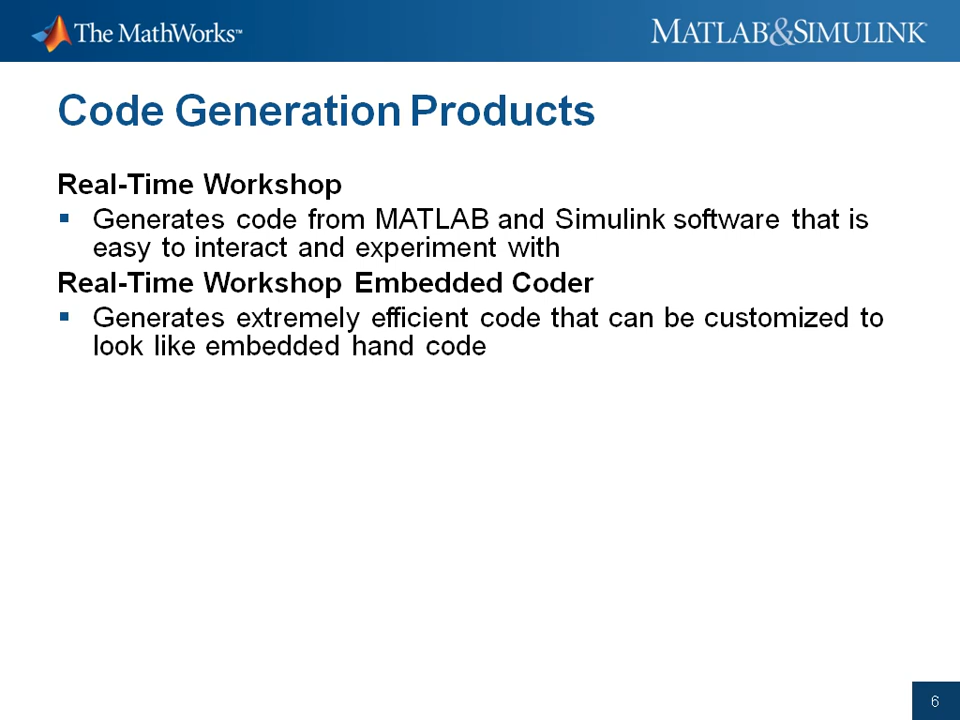 The MathWorks™
MATLAB&SIMULINK®
Code Generation Products
Real-Time Workshop
▪ Generates code from MATLAB and Simulink software that is
easy to interact and experiment with
Real-Time Workshop Embedded Coder
▪ Generates extremely efficient code that can be customized to
look like embedded hand code
6